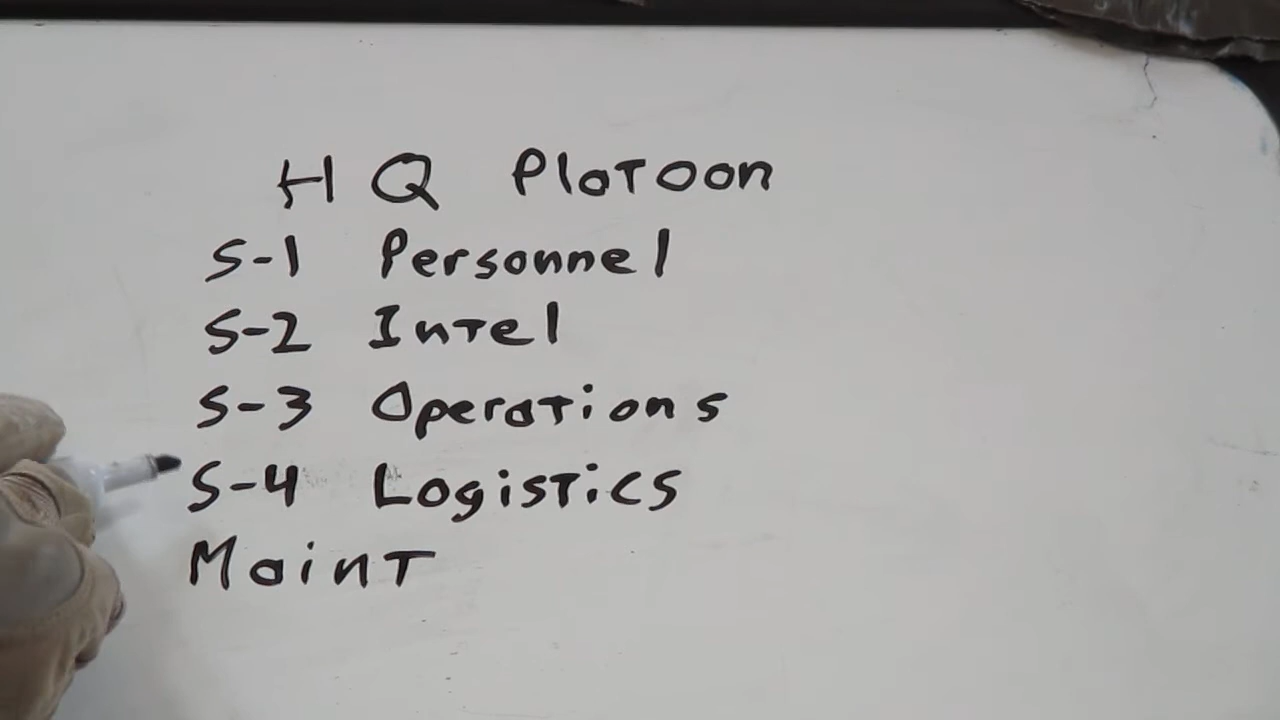 HQ Platoon
S-1 Personnel
S-2 Intel
S-3 Operations
S-4 Logistics
Maint